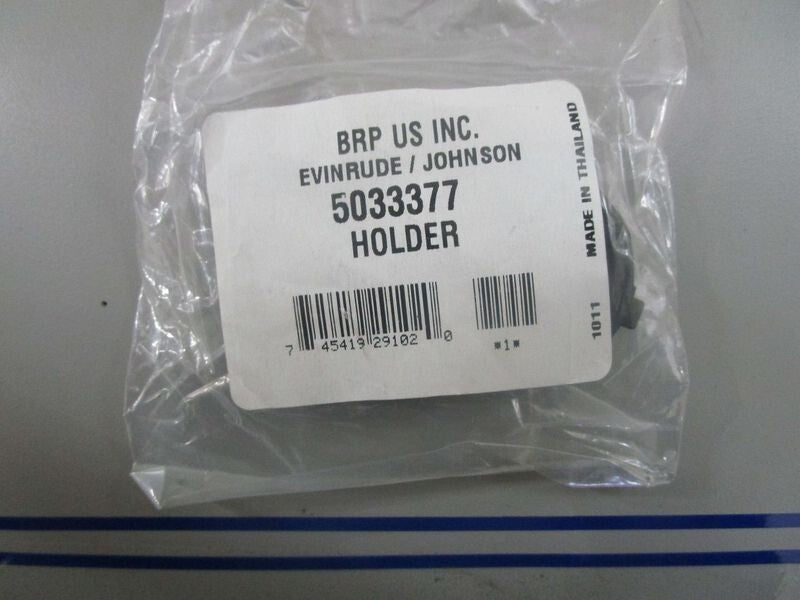 BRP US INC.
EVINRUDE / JOHNSON
5033377
HOLDER
7 45419 29102 0
*1*
1011 MADE IN THAILAND